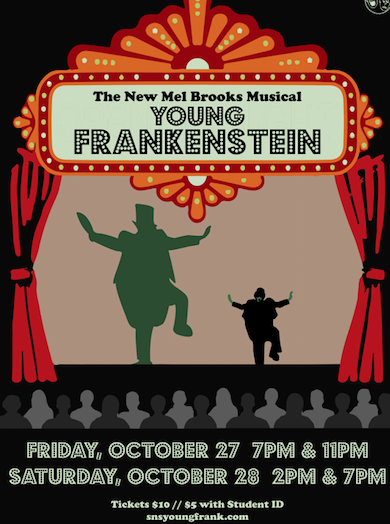 The New Mel Brooks Musical
YOUNG
FRANKENSTEIN
FRIDAY, OCTOBER 27 7PM & 11PM
SATURDAY, OCTOBER 28 2PM & 7PM
Tickets $10 // $5 with Student ID
snsyoungfrank.com